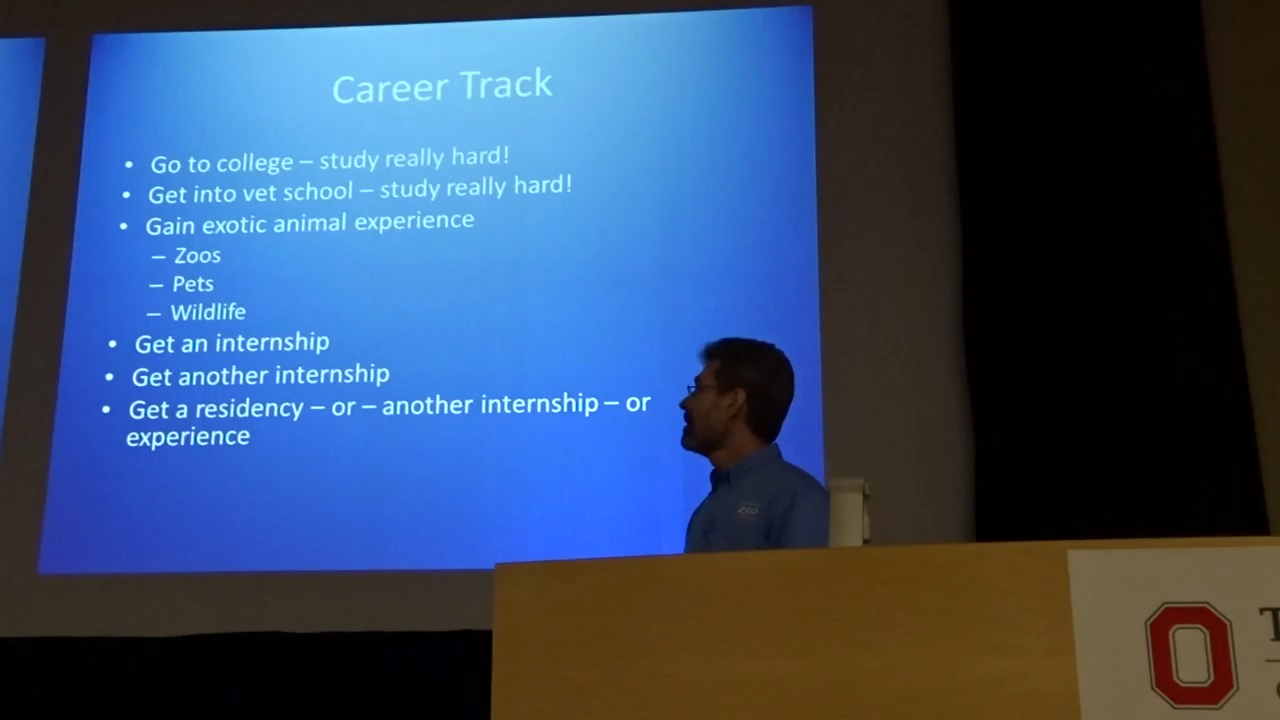 Career Track
• Go to college – study really hard!
• Get into vet school – study really hard!
• Gain exotic animal experience
– Zoos
– Pets
– Wildlife
• Get an internship
• Get another internship
• Get a residency – or – another internship – or
experience
Zoo
O
T